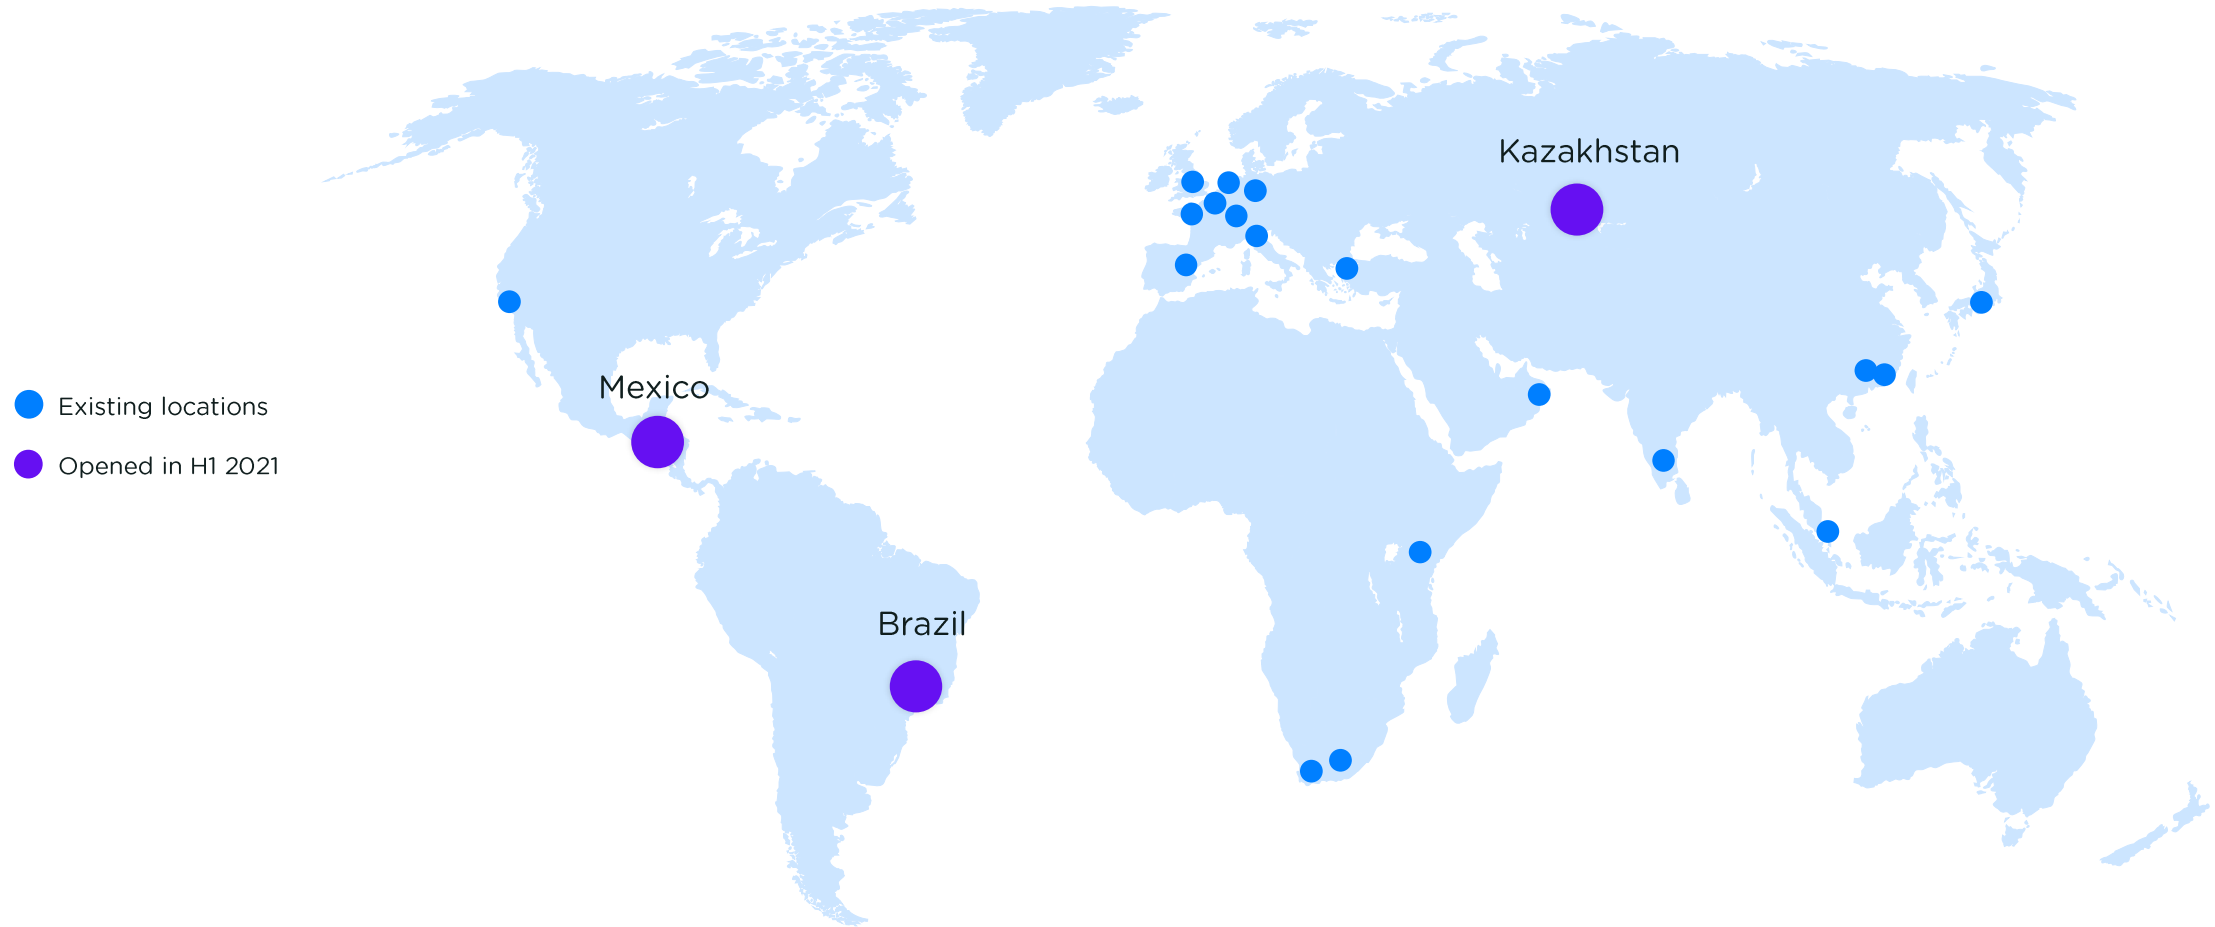 Kazakhstan
Mexico
Existing locations
Opened in H1 2021
Brazil